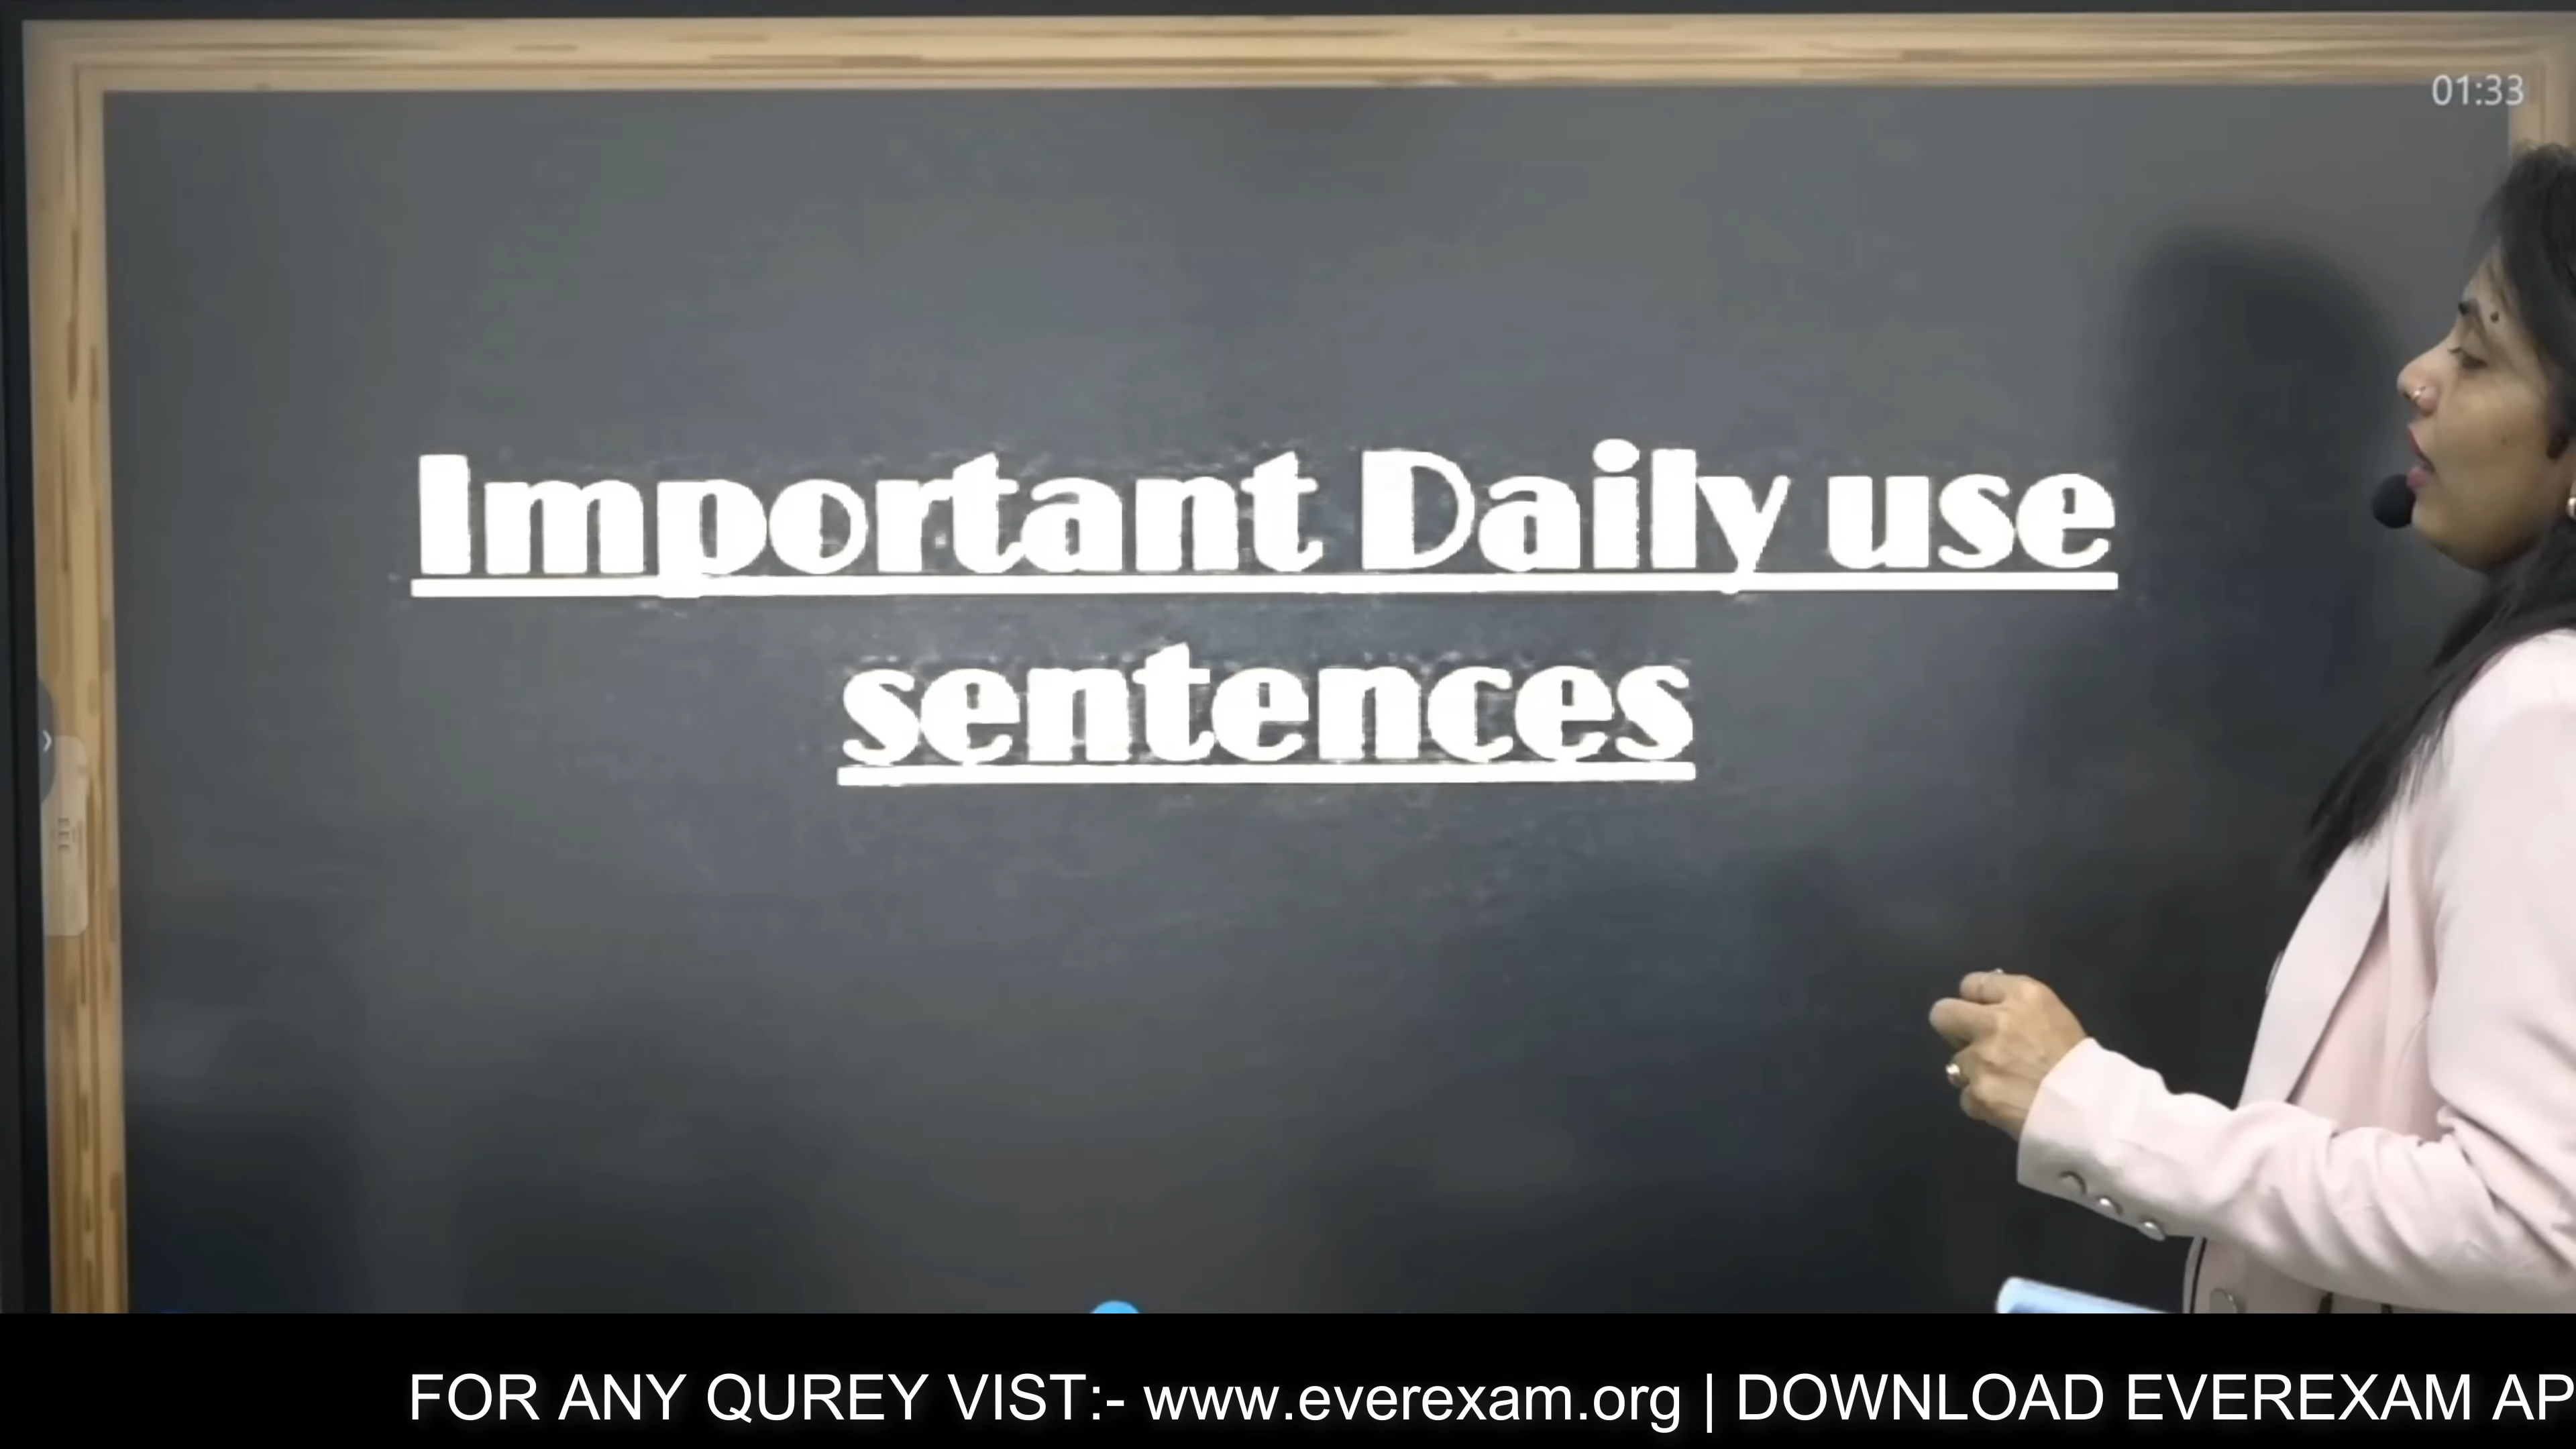 01:33
Important Daily use
sentences
FOR ANY QUREY VIST:- www.everexam.org | DOWNLOAD EVEREXAM AP